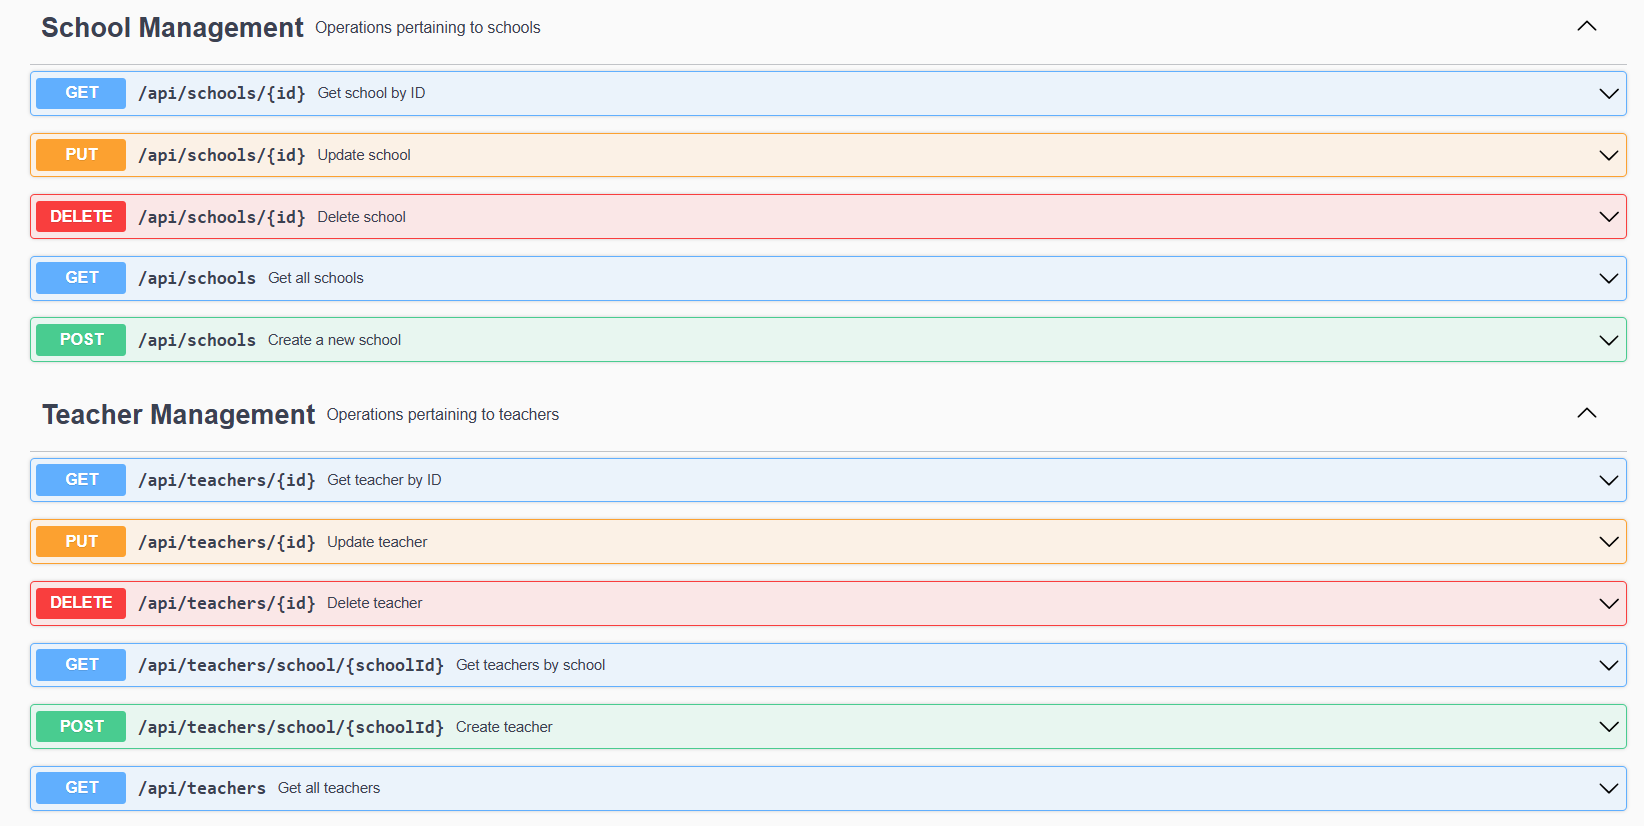 School Management Operations pertaining to schools
GET /api/schools/{id} Get school by ID
PUT /api/schools/{id} Update school
DELETE /api/schools/{id} Delete school
GET /api/schools Get all schools
POST /api/schools Create a new school
Teacher Management Operations pertaining to teachers
GET /api/teachers/{id} Get teacher by ID
PUT /api/teachers/{id} Update teacher
DELETE /api/teachers/{id} Delete teacher
GET /api/teachers/school/{schoolId} Get teachers by school
POST /api/teachers/school/{schoolId} Create teacher
GET /api/teachers Get all teachers